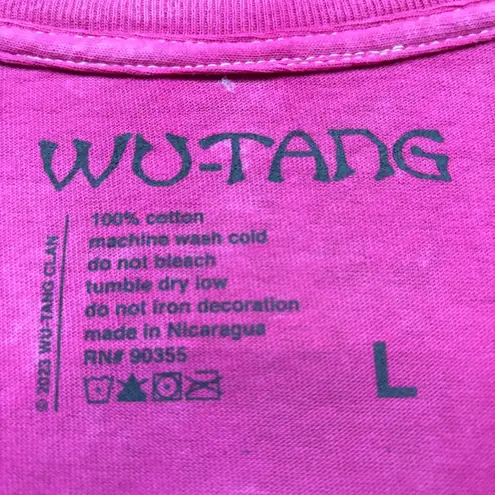 WU-TANG
© 2023 WU-TANG CLAN
100% cotton
machine wash cold
do not bleach
tumble dry low
do not iron decoration
made in Nicaragua
RN# 90355
L